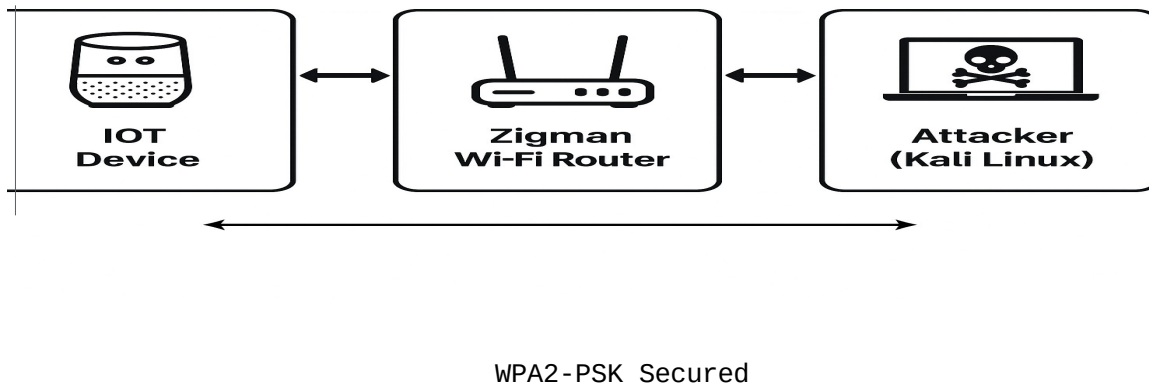 IOT
Device
Zigman
Wi-Fi Router
Attacker
(Kali Linux)
WPA2-PSK Secured